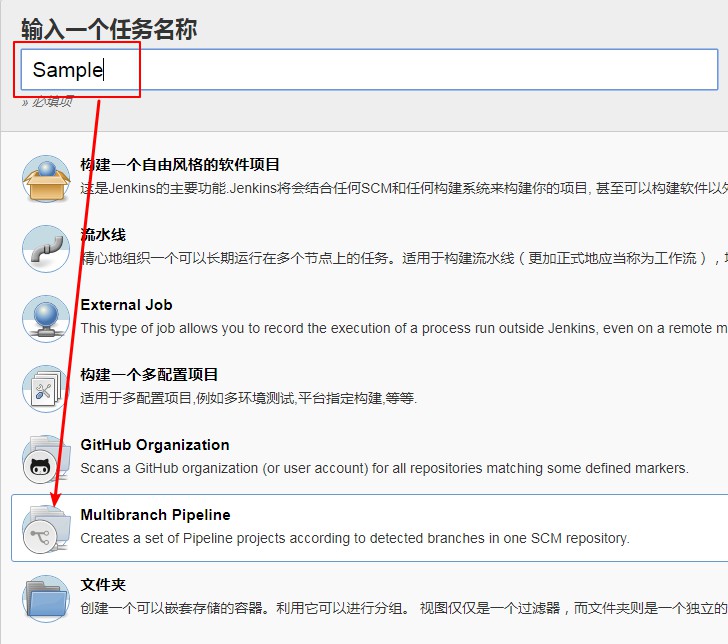 输入一个任务名称
Sample
» 必填项
构建一个自由风格的软件项目
这是Jenkins的主要功能.Jenkins将会结合任何SCM和任何构建系统来构建你的项目, 甚至可以构建软件以外
流水线
精心地组织一个可以长期运行在多个节点上的任务。适用于构建流水线（更加正式地应当称为工作流），
External Job
This type of job allows you to record the execution of a process run outside Jenkins, even on a remote m
构建一个多配置项目
适用于多配置项目,例如多环境测试,平台指定构建,等等.
GitHub Organization
Scans a GitHub organization (or user account) for all repositories matching some defined markers.
Multibranch Pipeline
Creates a set of Pipeline projects according to detected branches in one SCM repository.
文件夹
创建一个可以嵌套存储的容器。利用它可以进行分组。 视图仅仅是一个过滤器，而文件夹则是一个独立的